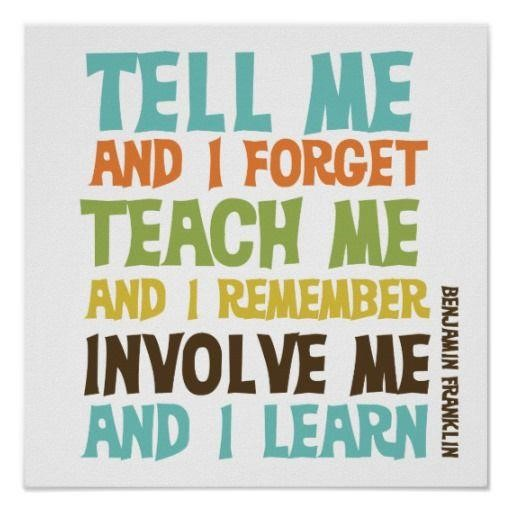 TELL ME
AND I FORGET
TEACH ME
AND I REMEMBER
INVOLVE ME
AND I LEARN
BENJAMIN FRANKLIN